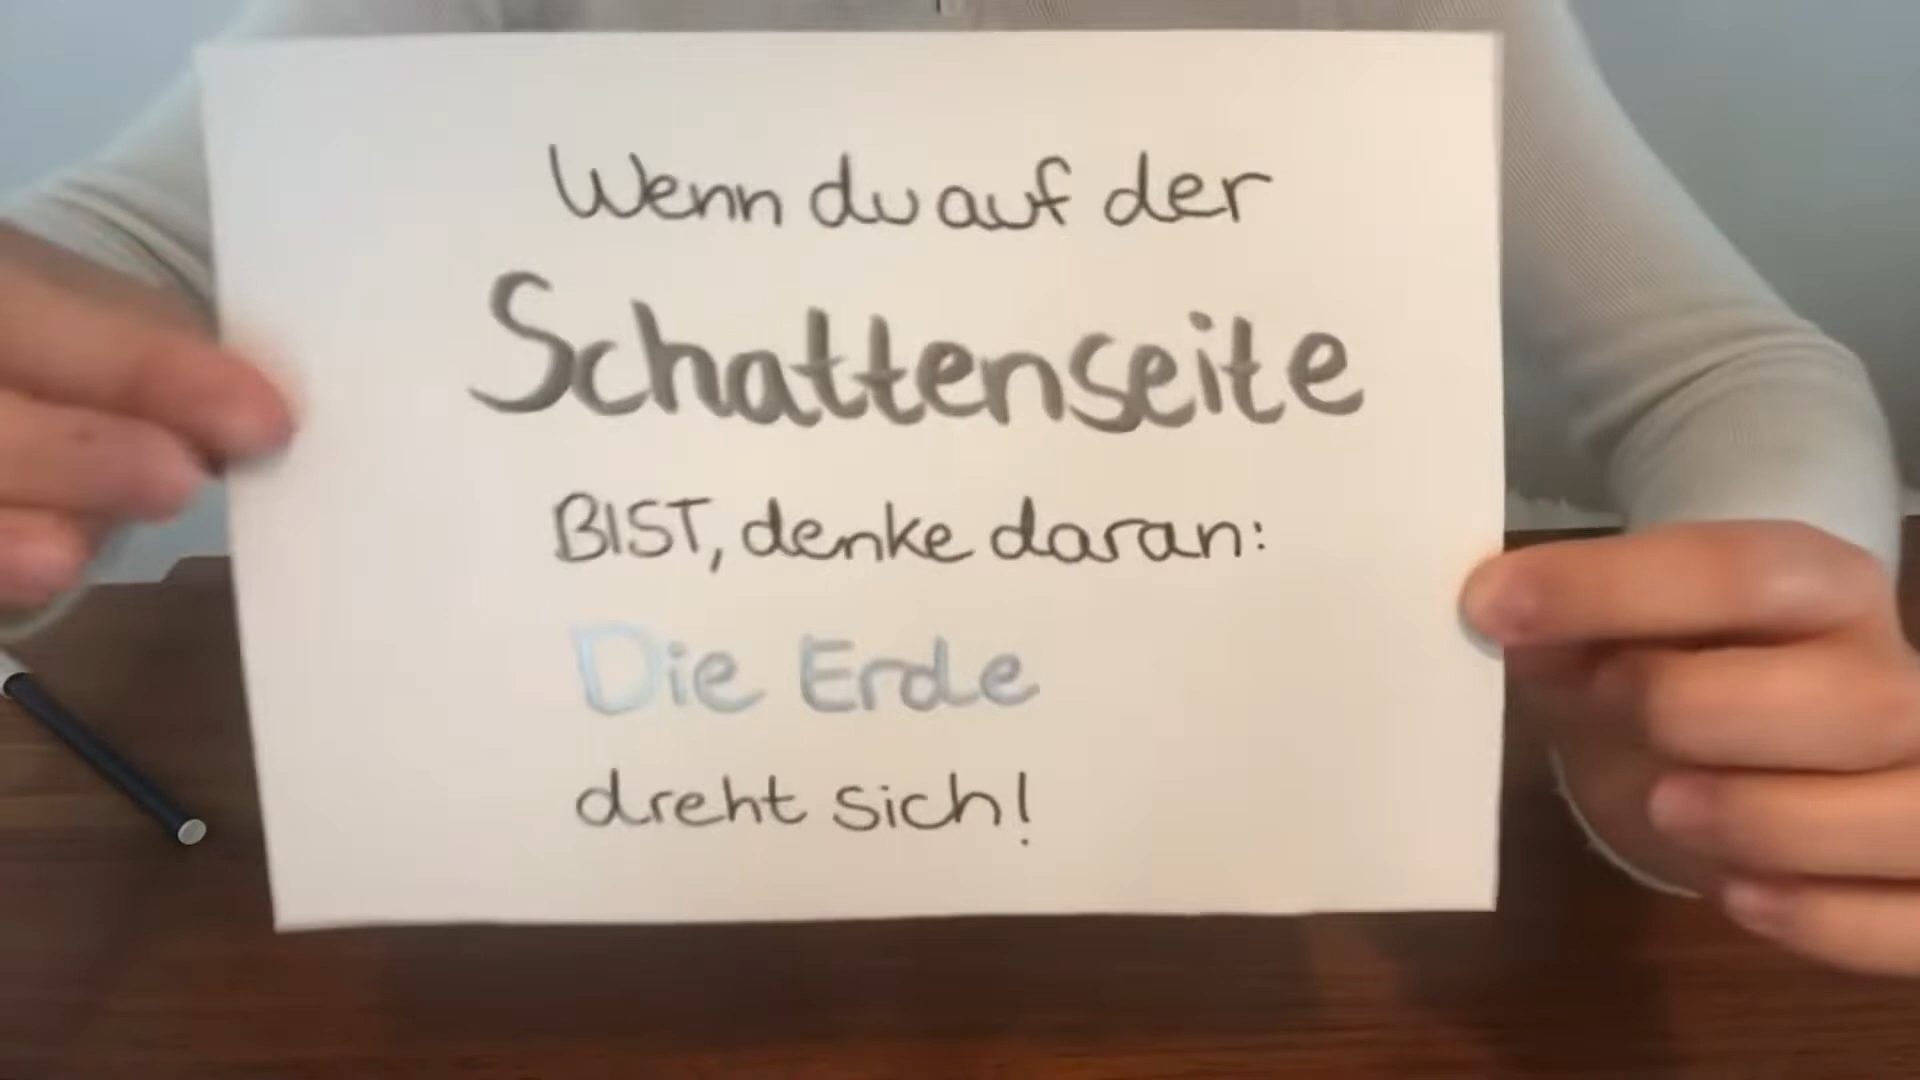 Wenn du auf der
Schattenseite
BIST, denke daran:
Die Erde
dreht sich!